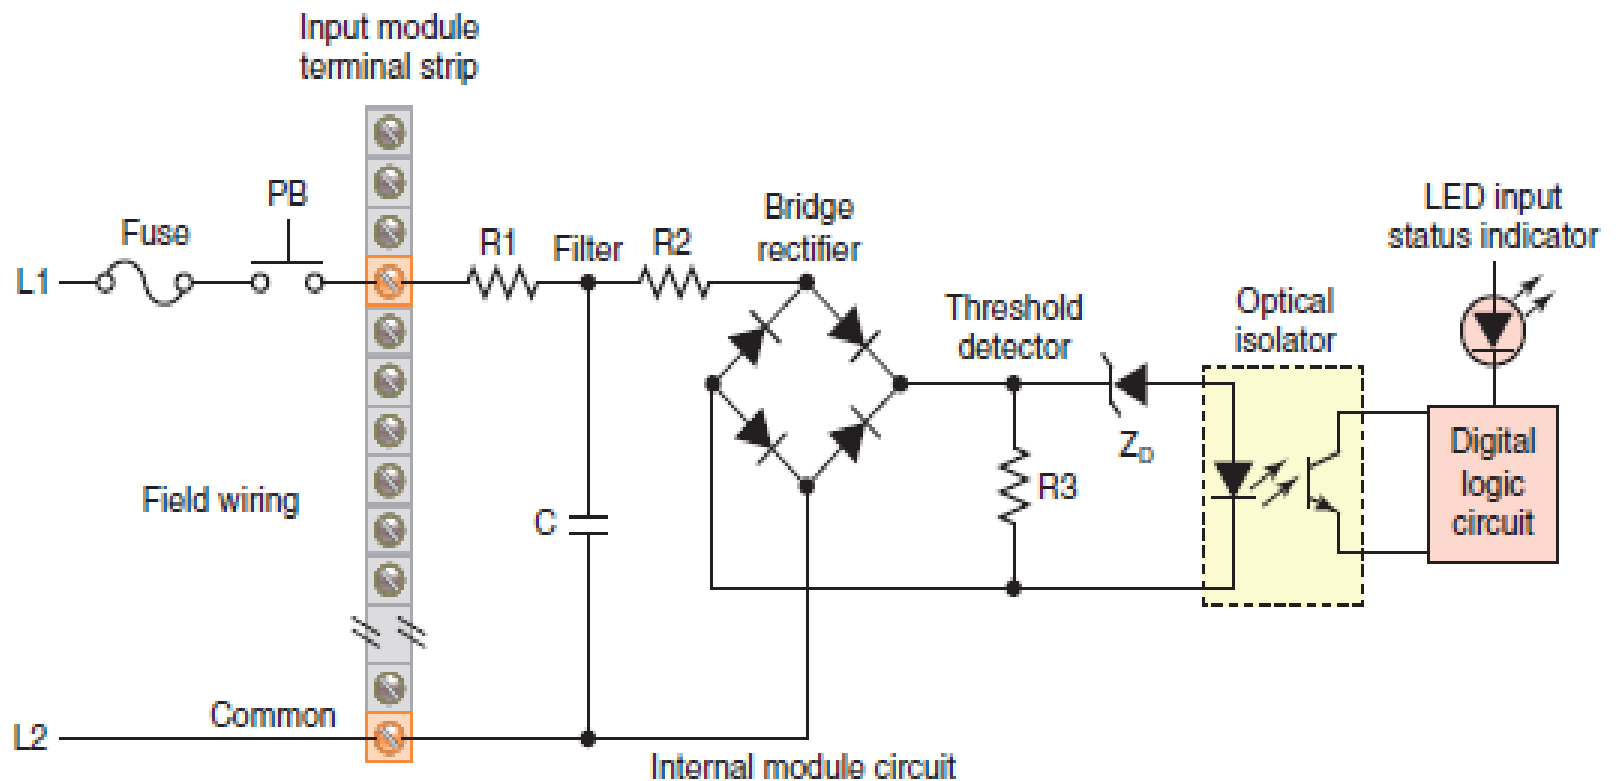 Input module
terminal strip
PB
Fuse
L1
R1
Filter
R2
Bridge
rectifier
Threshold
detector
Optical
isolator
LED input
status indicator
Z_D
R3
Digital
logic
circuit
Field wiring
C
Common
L2
Internal module circuit